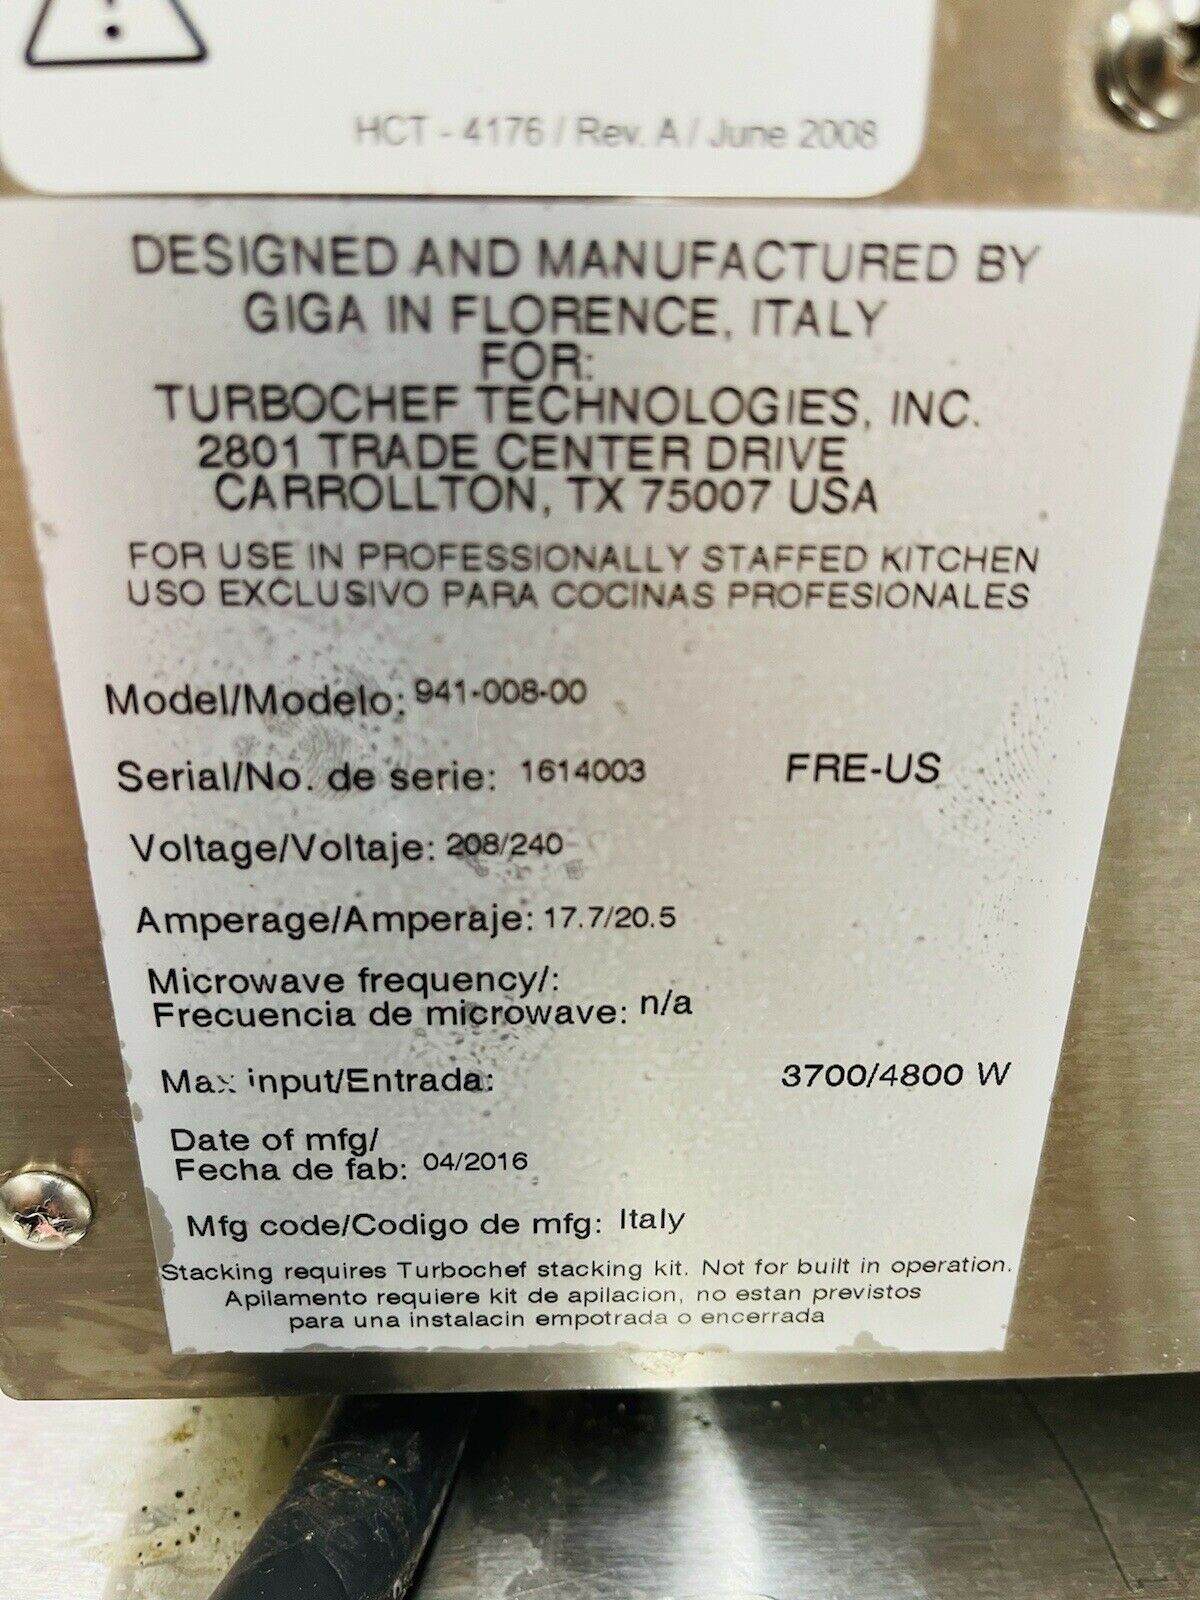 HCT - 4176 / Rev. A / June 2008
DESIGNED AND MANUFACTURED BY
GIGA IN FLORENCE, ITALY
FOR:
TURBOCHEF TECHNOLOGIES, INC.
2801 TRADE CENTER DRIVE
CARROLLTON, TX 75007 USA
FOR USE IN PROFESSIONALLY STAFFED KITCHEN
USO EXCLUSIVO PARA COCINAS PROFESIONALES
Model/Modelo: 941-008-00
Serial/No. de serie: 1614003 FRE-US
Voltage/Voltaje: 208/240
Amperage/Amperaje: 17.7/20.5
Microwave frequency/:
Frecuencia de microwave: n/a
Max input/Entrada: 3700/4800 W
Date of mfg/
Fecha de fab: 04/2016
Mfg code/Codigo de mfg: Italy
Stacking requires Turbochef stacking kit. Not for built in operation.
Apilamento requiere kit de apilacion, no estan previstos
para una instalacin empotrada o encerrada